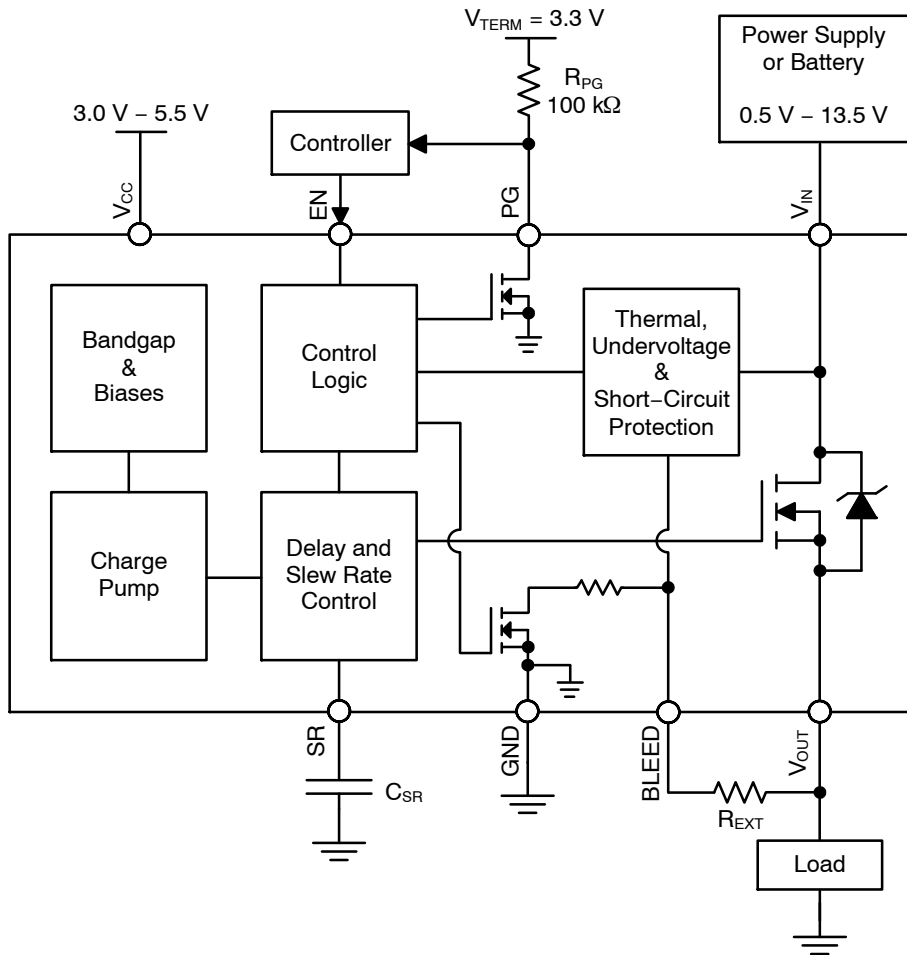 V_TERM = 3.3 V
R_PG
100 kΩ
Power Supply
or Battery
0.5 V – 13.5 V
3.0 V – 5.5 V
Controller
V_CC
EN
PG
V_IN
Bandgap
&
Biases
Control
Logic
Thermal,
Undervoltage
&
Short–Circuit
Protection
Charge
Pump
Delay and
Slew Rate
Control
SR
GND
BLEED
V_OUT
C_SR
R_EXT
Load